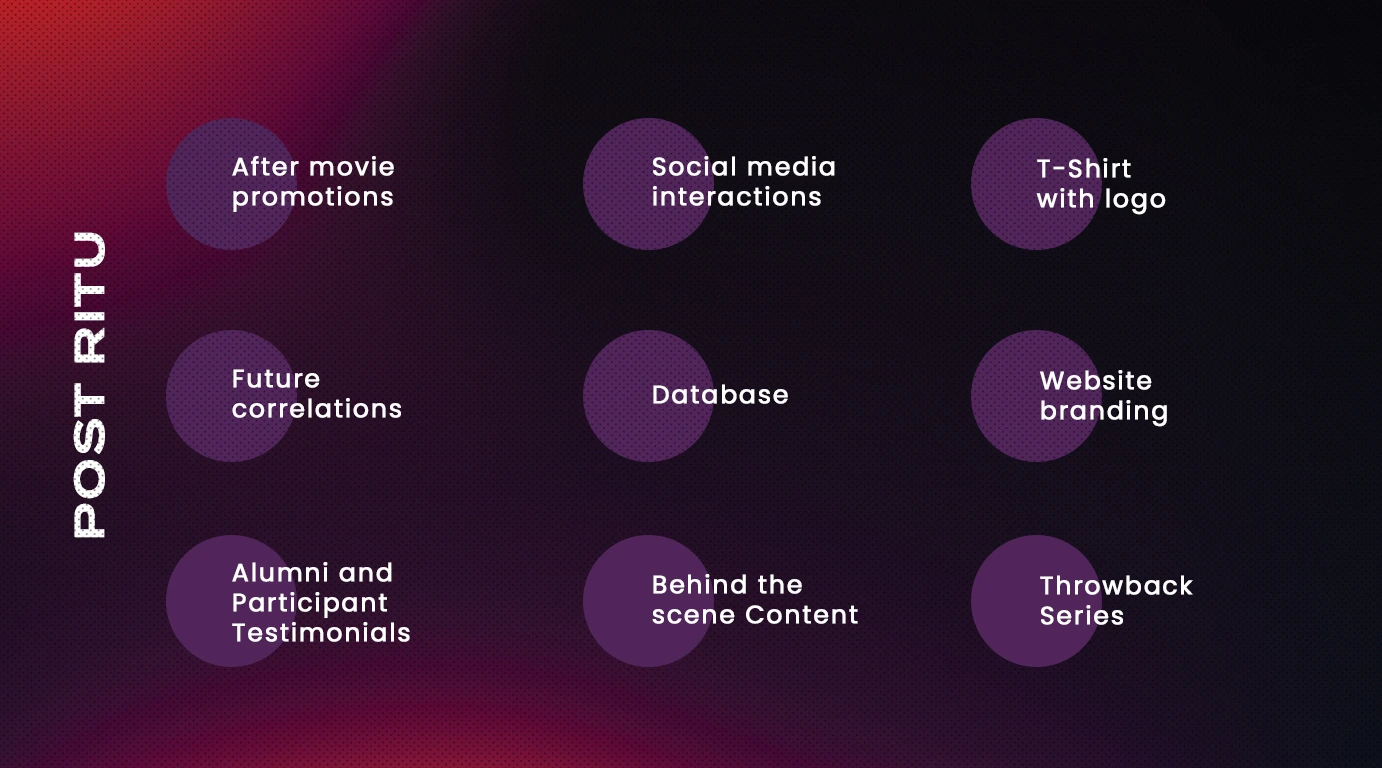 POST RITU
After movie
promotions
Social media
interactions
T-Shirt
with logo
Future
correlations
Database
Website
branding
Alumni and
Participant
Testimonials
Behind the
scene Content
Throwback
Series